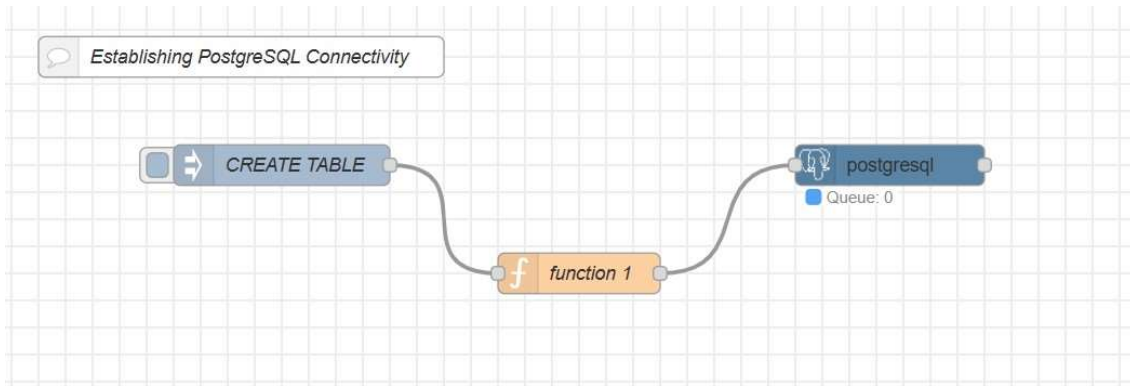 Establishing PostgreSQL Connectivity
CREATE TABLE
postgresql
Queue: 0
function 1